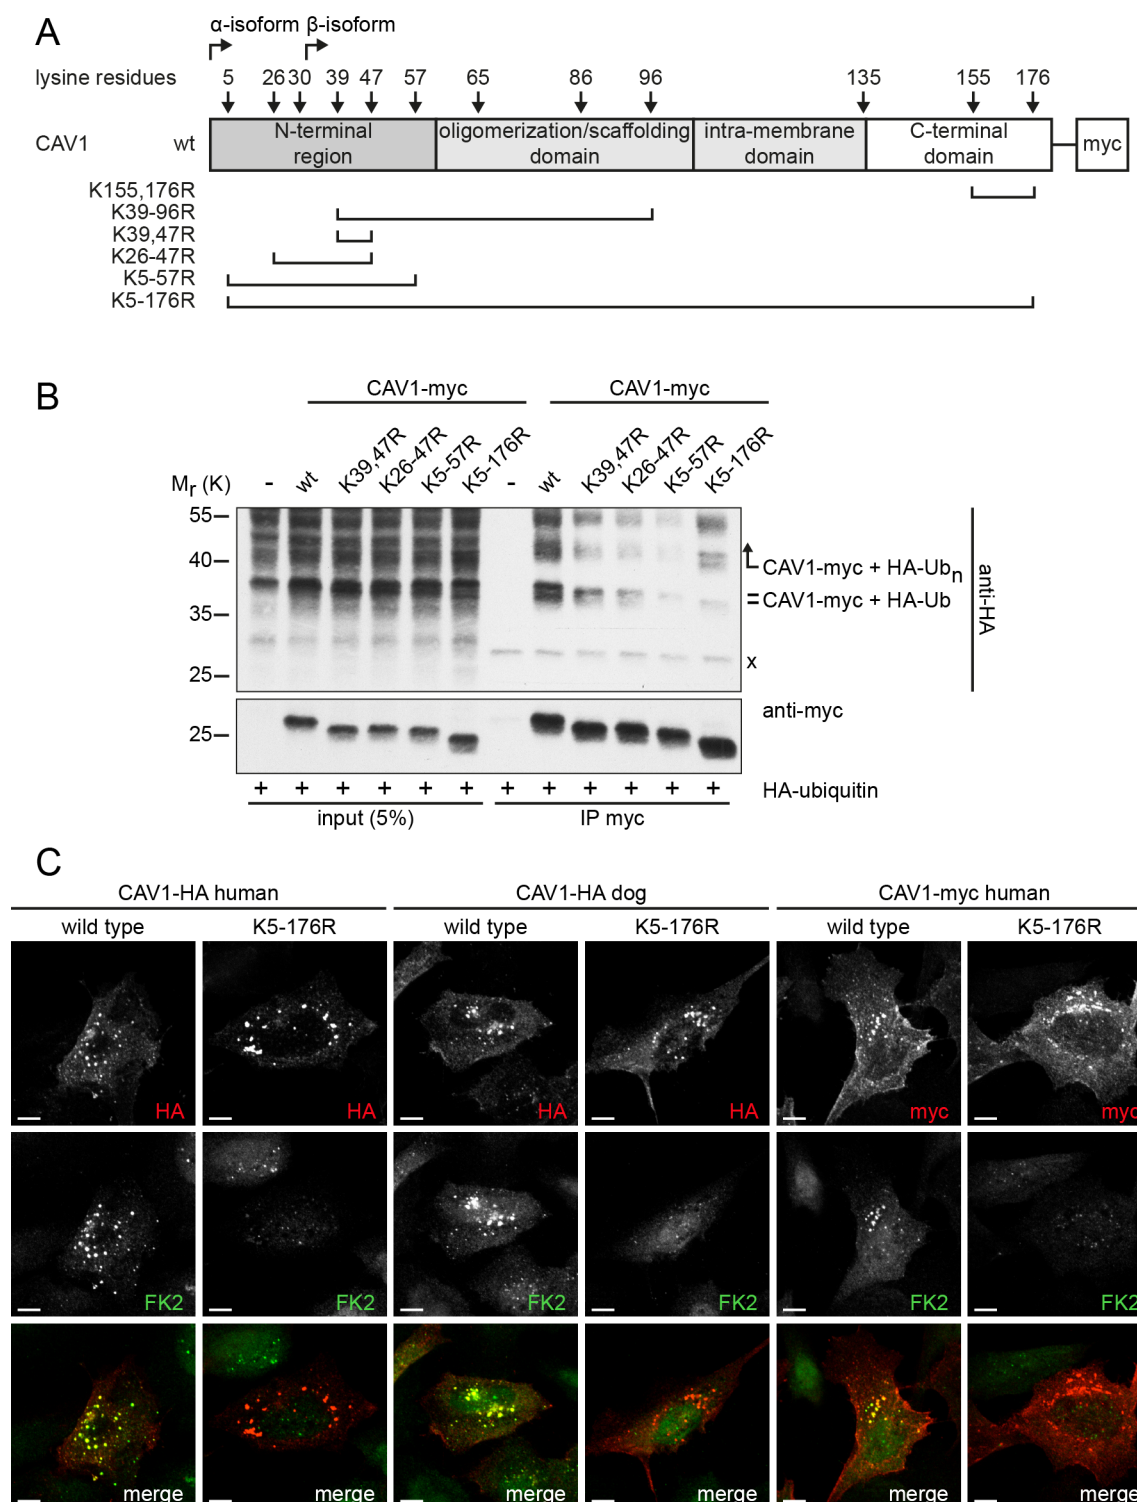 A
α-isoform β-isoform
lysine residues 5 26 30 39 47 57 65 86 96 135 155 176
CAV1 wt
N-terminal region
oligomerization/scaffolding domain
intra-membrane domain
C-terminal domain
myc
K155,176R
K39-96R
K39,47R
K26-47R
K5-57R
K5-176R
B
CAV1-myc CAV1-myc
Mr (K) - wt K39,47R K26-47R K5-57R K5-176R - wt K39,47R K26-47R K5-57R K5-176R
55
40
35
25
CAV1-myc + HA-Ubn
CAV1-myc + HA-Ub
x
anti-HA
anti-myc
25
+ + + + + + + + + + + + HA-ubiquitin
input (5%) IP myc
C
CAV1-HA human CAV1-HA dog CAV1-myc human
wild type K5-176R wild type K5-176R wild type K5-176R
HA HA HA HA myc myc
FK2 FK2 FK2 FK2 FK2 FK2
merge merge merge merge merge merge